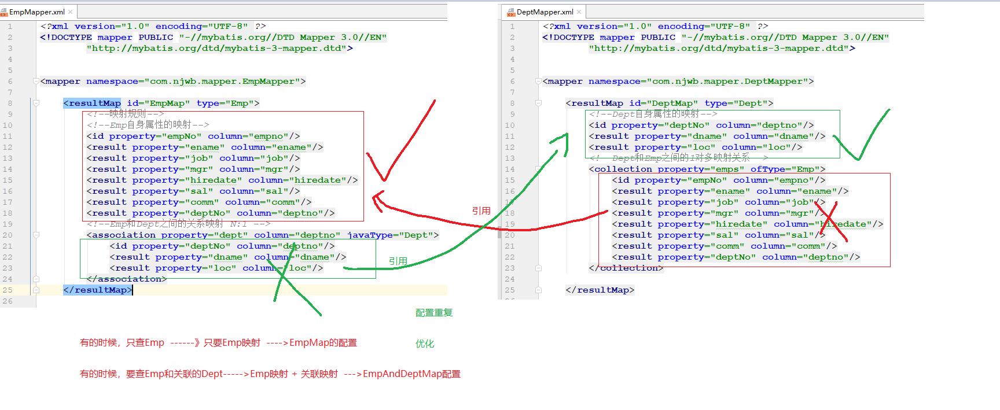 EmpMapper.xml
1 <?xml version="1.0" encoding="UTF-8" ?>
2 <!DOCTYPE mapper PUBLIC "-//mybatis.org//DTD Mapper 3.0//EN"
3 "http://mybatis.org/dtd/mybatis-3-mapper.dtd">
4
5
6 <mapper namespace="com.njwb.mapper.EmpMapper">
7
8 <resultMap id="EmpMap" type="Emp">
9 <!--映射规则-->
10 <!--Emp自身属性的映射-->
11 <id property="empNo" column="empno"/>
12 <result property="ename" column="ename"/>
13 <result property="job" column="job"/>
14 <result property="mgr" column="mgr"/>
15 <result property="hiredate" column="hiredate"/>
16 <result property="sal" column="sal"/>
17 <result property="comm" column="comm"/>
18 <result property="deptNo" column="deptno"/>
19 <!--Emp和Dept之间的关系映射 N:1 -->
20 <association property="dept" column="deptno" javaType="Dept">
21 <id property="deptNo" column="deptno"/>
22 <result property="dname" column="dname"/>
23 <result property="loc" column="loc"/>
24 </association>
25 </resultMap>
26
DeptMapper.xml
1 <?xml version="1.0" encoding="UTF-8" ?>
2 <!DOCTYPE mapper PUBLIC "-//mybatis.org//DTD Mapper 3.0//EN"
3 "http://mybatis.org/dtd/mybatis-3-mapper.dtd">
4
5
6 <mapper namespace="com.njwb.mapper.DeptMapper">
7
8 <resultMap id="DeptMap" type="Dept">
9 <!--Dept自身属性的映射-->
10 <id property="deptNo" column="deptno"/>
11 <result property="dname" column="dname"/>
12 <result property="loc" column="loc"/>
13 <!--Dept和Emp之间的1对多映射关系-->
14 <collection property="emps" ofType="Emp">
15 <id property="empNo" column="empno"/>
16 <result property="ename" column="ename"/>
17 <result property="job" column="job"/>
18 <result property="mgr" column="mgr"/>
19 <result property="hiredate" column="hiredate"/>
20 <result property="sal" column="sal"/>
21 <result property="comm" column="comm"/>
22 <result property="deptNo" column="deptno"/>
23 </collection>
24
25 </resultMap>
引用
引用
配置重复
优化
有的时候，只查Emp ------》只要Emp映射 ---->EmpMap的配置
有的时候，要查Emp和关联的Dept----->Emp映射 + 关联映射 --->EmpAndDeptMap配置